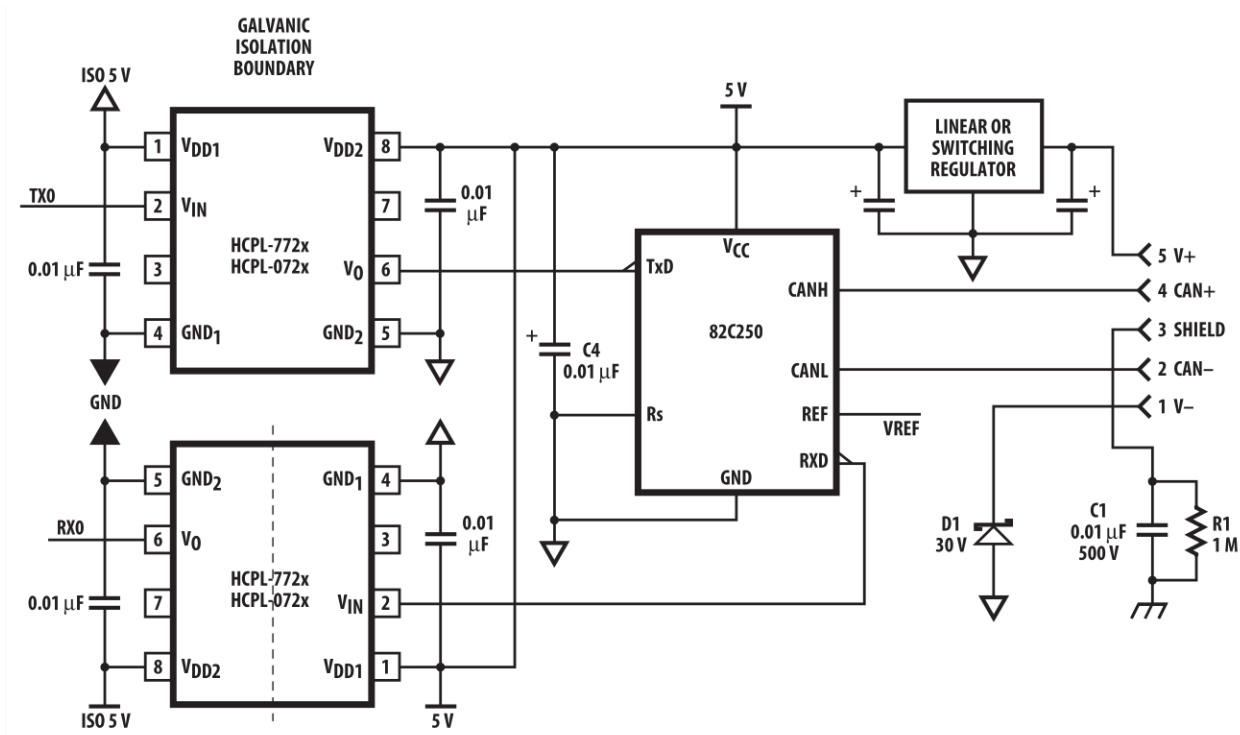 GALVANIC
ISOLATION
BOUNDARY
ISO 5 V
1
VDD1
VDD2
8
TX0
2
VIN
7
0.01
μF
HCPL-772x
HCPL-072x
0.01 μF
3
VO
6
4
GND1
GND2
5
GND
5 V
LINEAR OR
SWITCHING
REGULATOR
+
+
VCC
TxD
CANH
82C250
CANL
Rs
REF
VREF
RXD
GND
+
C4
0.01 μF
5 V+
4 CAN+
3 SHIELD
2 CAN–
1 V–
5
GND2
GND1
4
RX0
6
VO
3
0.01
μF
HCPL-772x
HCPL-072x
0.01 μF
7
VIN
2
8
VDD2
VDD1
1
ISO 5 V
5 V
D1
30 V
C1
0.01 μF
500 V
R1
1 M